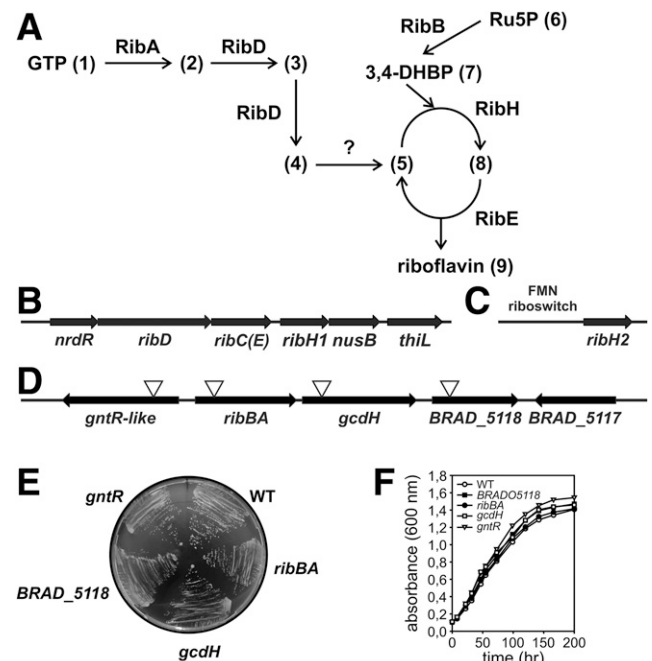 A
GTP (1)
RibA
(2)
RibD
(3)
RibD
(4)
?
(5)
RibB
Ru5P (6)
3,4-DHBP (7)
RibH
(8)
RibE
riboflavin (9)
B
nrdR ribD ribC(E) ribH1 nusB thiL
C
FMN
riboswitch
ribH2
D
gntR-like ribBA gcdH BRAD_5118 BRAD_5117
E
gntR
WT
ribBA
BRAD_5118
gcdH
F
absorbance (600 nm)
1,8
1,6
1,4
1,2
1,0
0,8
0,6
0,4
0,2
0,0
WT
BRADO5118
ribBA
gcdH
gntR
0 50 100 150 200
time (hr)